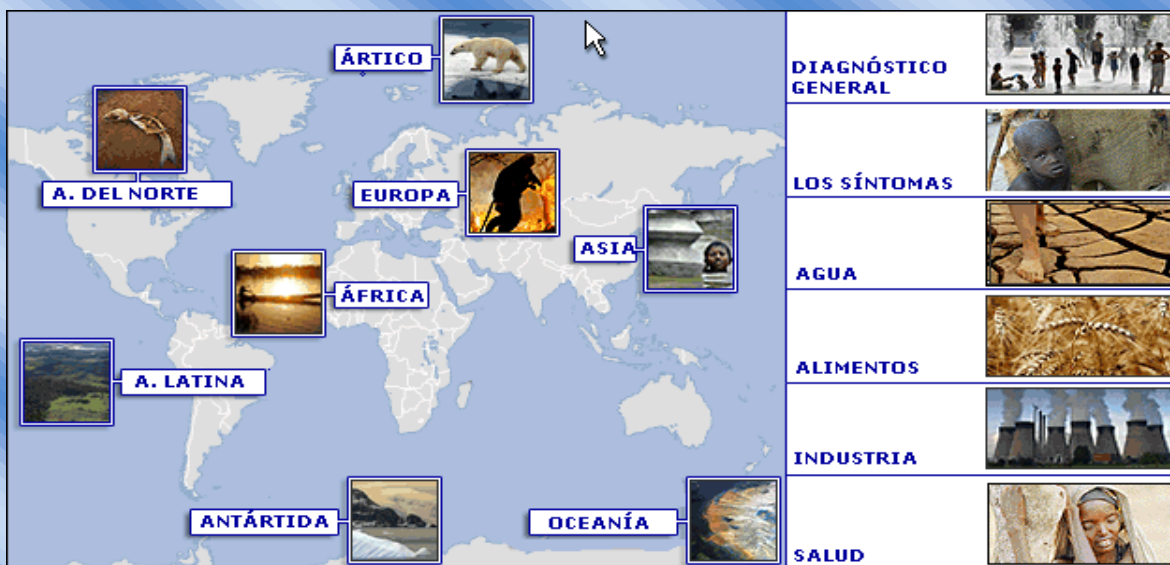 ÁRTICO
A. DEL NORTE
EUROPA
ASIA
ÁFRICA
A. LATINA
ANTÁRTIDA
OCEANÍA
DIAGNÓSTICO
GENERAL
LOS SÍNTOMAS
AGUA
ALIMENTOS
INDUSTRIA
SALUD